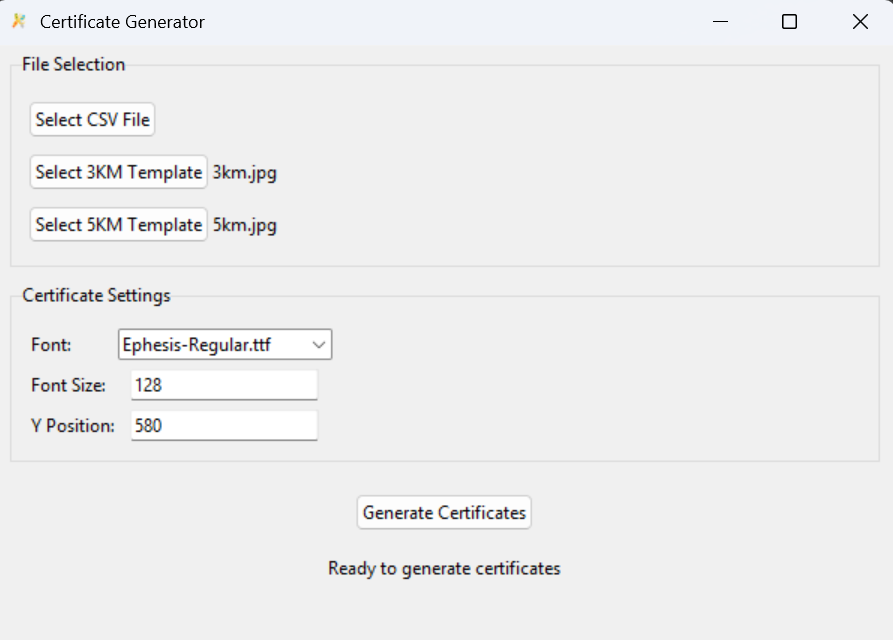 Certificate Generator
File Selection
Select CSV File
Select 3KM Template 3km.jpg
Select 5KM Template 5km.jpg
Certificate Settings
Font: Ephesis-Regular.ttf
Font Size: 128
Y Position: 580
Generate Certificates
Ready to generate certificates